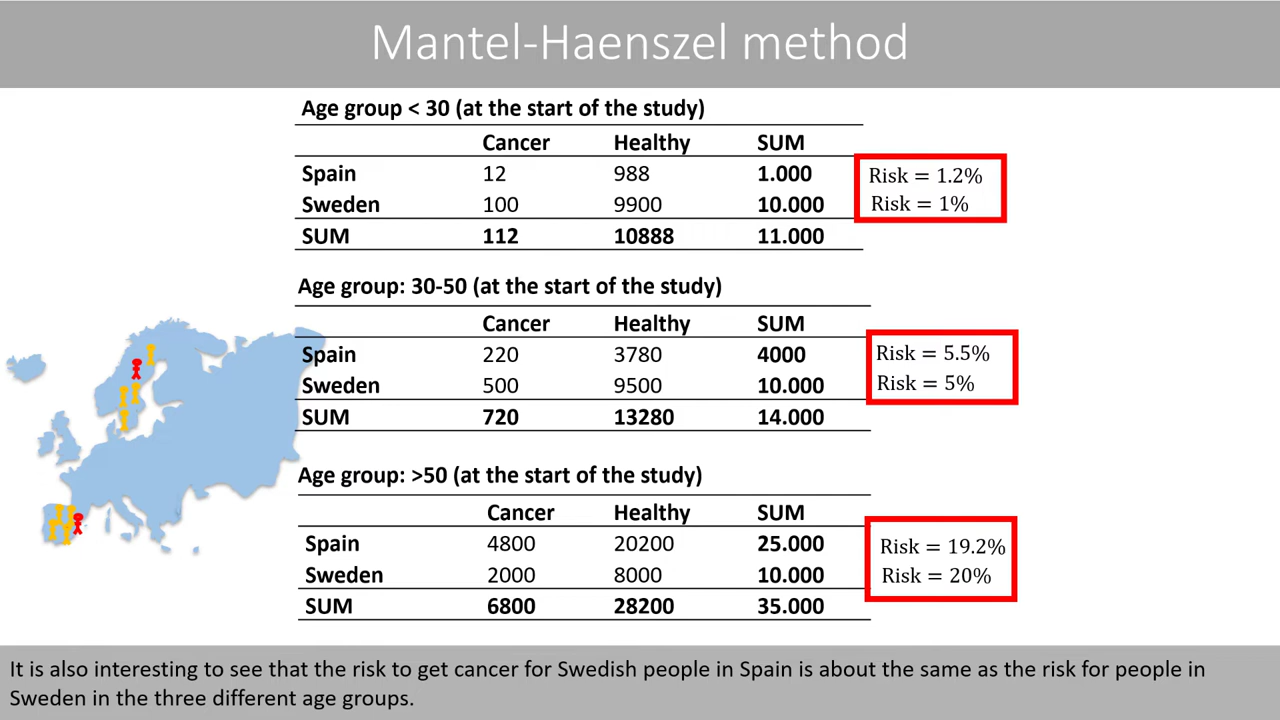 Mantel-Haenszel method
Age group < 30 (at the start of the study)
Cancer Healthy SUM
Spain 12 988 1.000 Risk = 1.2%
Sweden 100 9900 10.000 Risk = 1%
SUM 112 10888 11.000
Age group: 30-50 (at the start of the study)
Cancer Healthy SUM
Spain 220 3780 4000 Risk = 5.5%
Sweden 500 9500 10.000 Risk = 5%
SUM 720 13280 14.000
Age group: >50 (at the start of the study)
Cancer Healthy SUM
Spain 4800 20200 25.000 Risk = 19.2%
Sweden 2000 8000 10.000 Risk = 20%
SUM 6800 28200 35.000
It is also interesting to see that the risk to get cancer for Swedish people in Spain is about the same as the risk for people in
Sweden in the three different age groups.